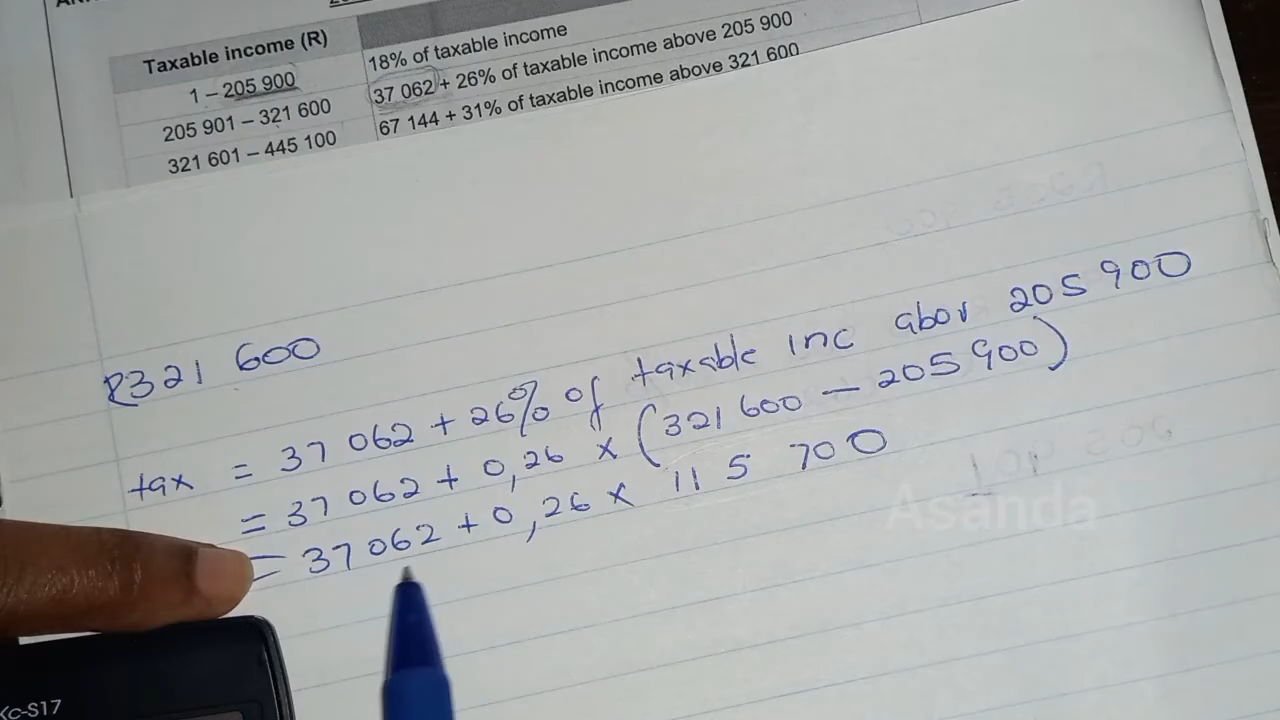 Taxable income (R)
1 – 205 900
18% of taxable income
205 901 – 321 600
37 062 + 26% of taxable income above 205 900
321 601 – 445 100
67 144 + 31% of taxable income above 321 600
R321 600
tax = 37 062 + 26% of taxable inc abov 205 900
= 37 062 + 0,26 × (321 600 – 205 900)
= 37 062 + 0,26 × 115 700
Asanda
Kc-S17